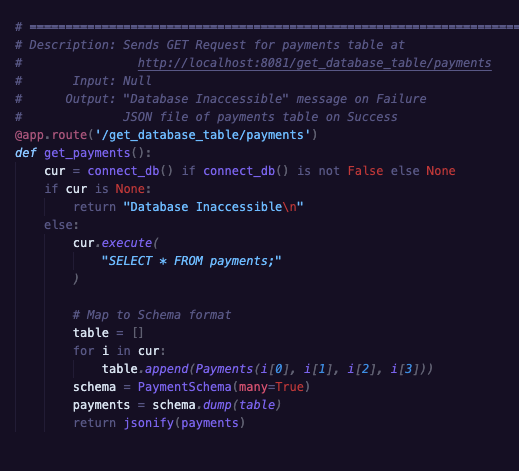 # ==================================================================
# Description: Sends GET Request for payments table at
#                http://localhost:8081/get_database_table/payments
#       Input: Null
#      Output: "Database Inaccessible" message on Failure
#              JSON file of payments table on Success
@app.route('/get_database_table/payments')
def get_payments():
    cur = connect_db() if connect_db() is not False else None
    if cur is None:
        return "Database Inaccessible\n"
    else:
        cur.execute(
            "SELECT * FROM payments;"
        )

        # Map to Schema format
        table = []
        for i in cur:
            table.append(Payments(i[0], i[1], i[2], i[3]))
        schema = PaymentSchema(many=True)
        payments = schema.dump(table)
        return jsonify(payments)